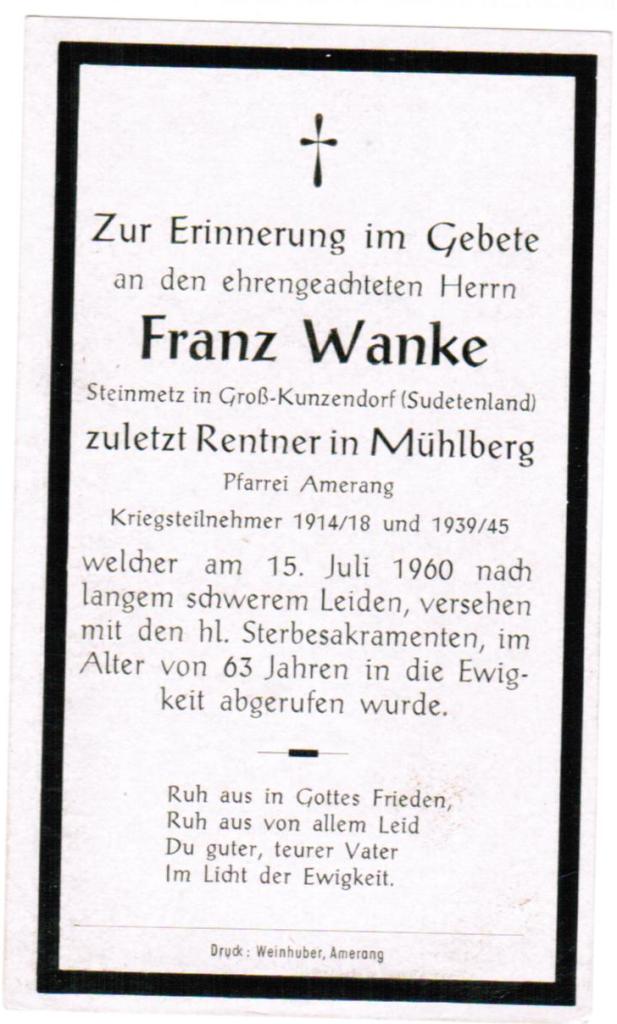 Zur Erinnerung im Gebete
an den ehrengeachteten Herrn
Franz Wanke
Steinmetz in Groß-Kunzendorf (Sudetenland)
zuletzt Rentner in Mühlberg
Pfarrei Amerang
Kriegsteilnehmer 1914/18 und 1939/45
welcher am 15. Juli 1960 nach
langem schwerem Leiden, versehen
mit den hl. Sterbesakramenten, im
Alter von 63 Jahren in die Ewig-
keit abgerufen wurde.
Ruh aus in Gottes Frieden,
Ruh aus von allem Leid
Du guter, teurer Vater
Im Licht der Ewigkeit.
Druck: Weinhuber, Amerang